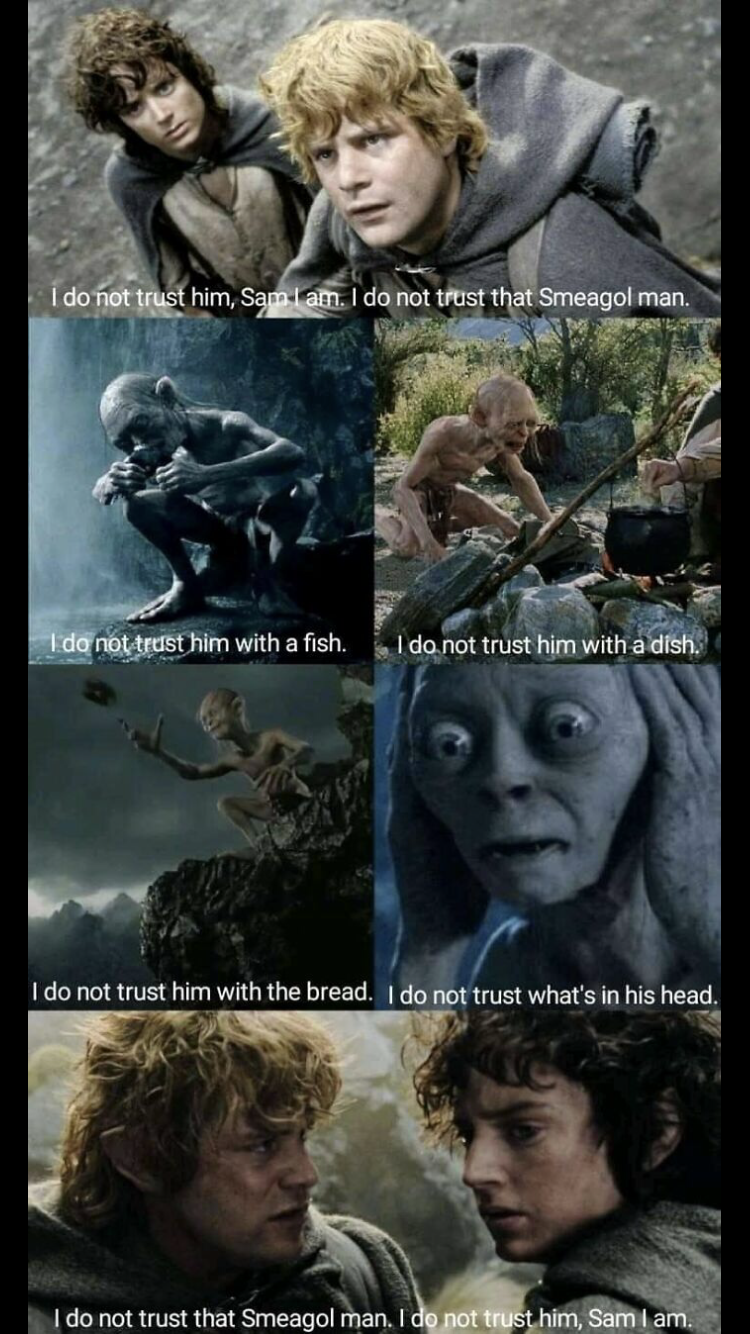 I do not trust him, Sam I am. I do not trust that Smeagol man.
I do not trust him with a fish.
I do not trust him with a dish.
I do not trust him with the bread.
I do not trust what's in his head.
I do not trust that Smeagol man. I do not trust him, Sam I am.